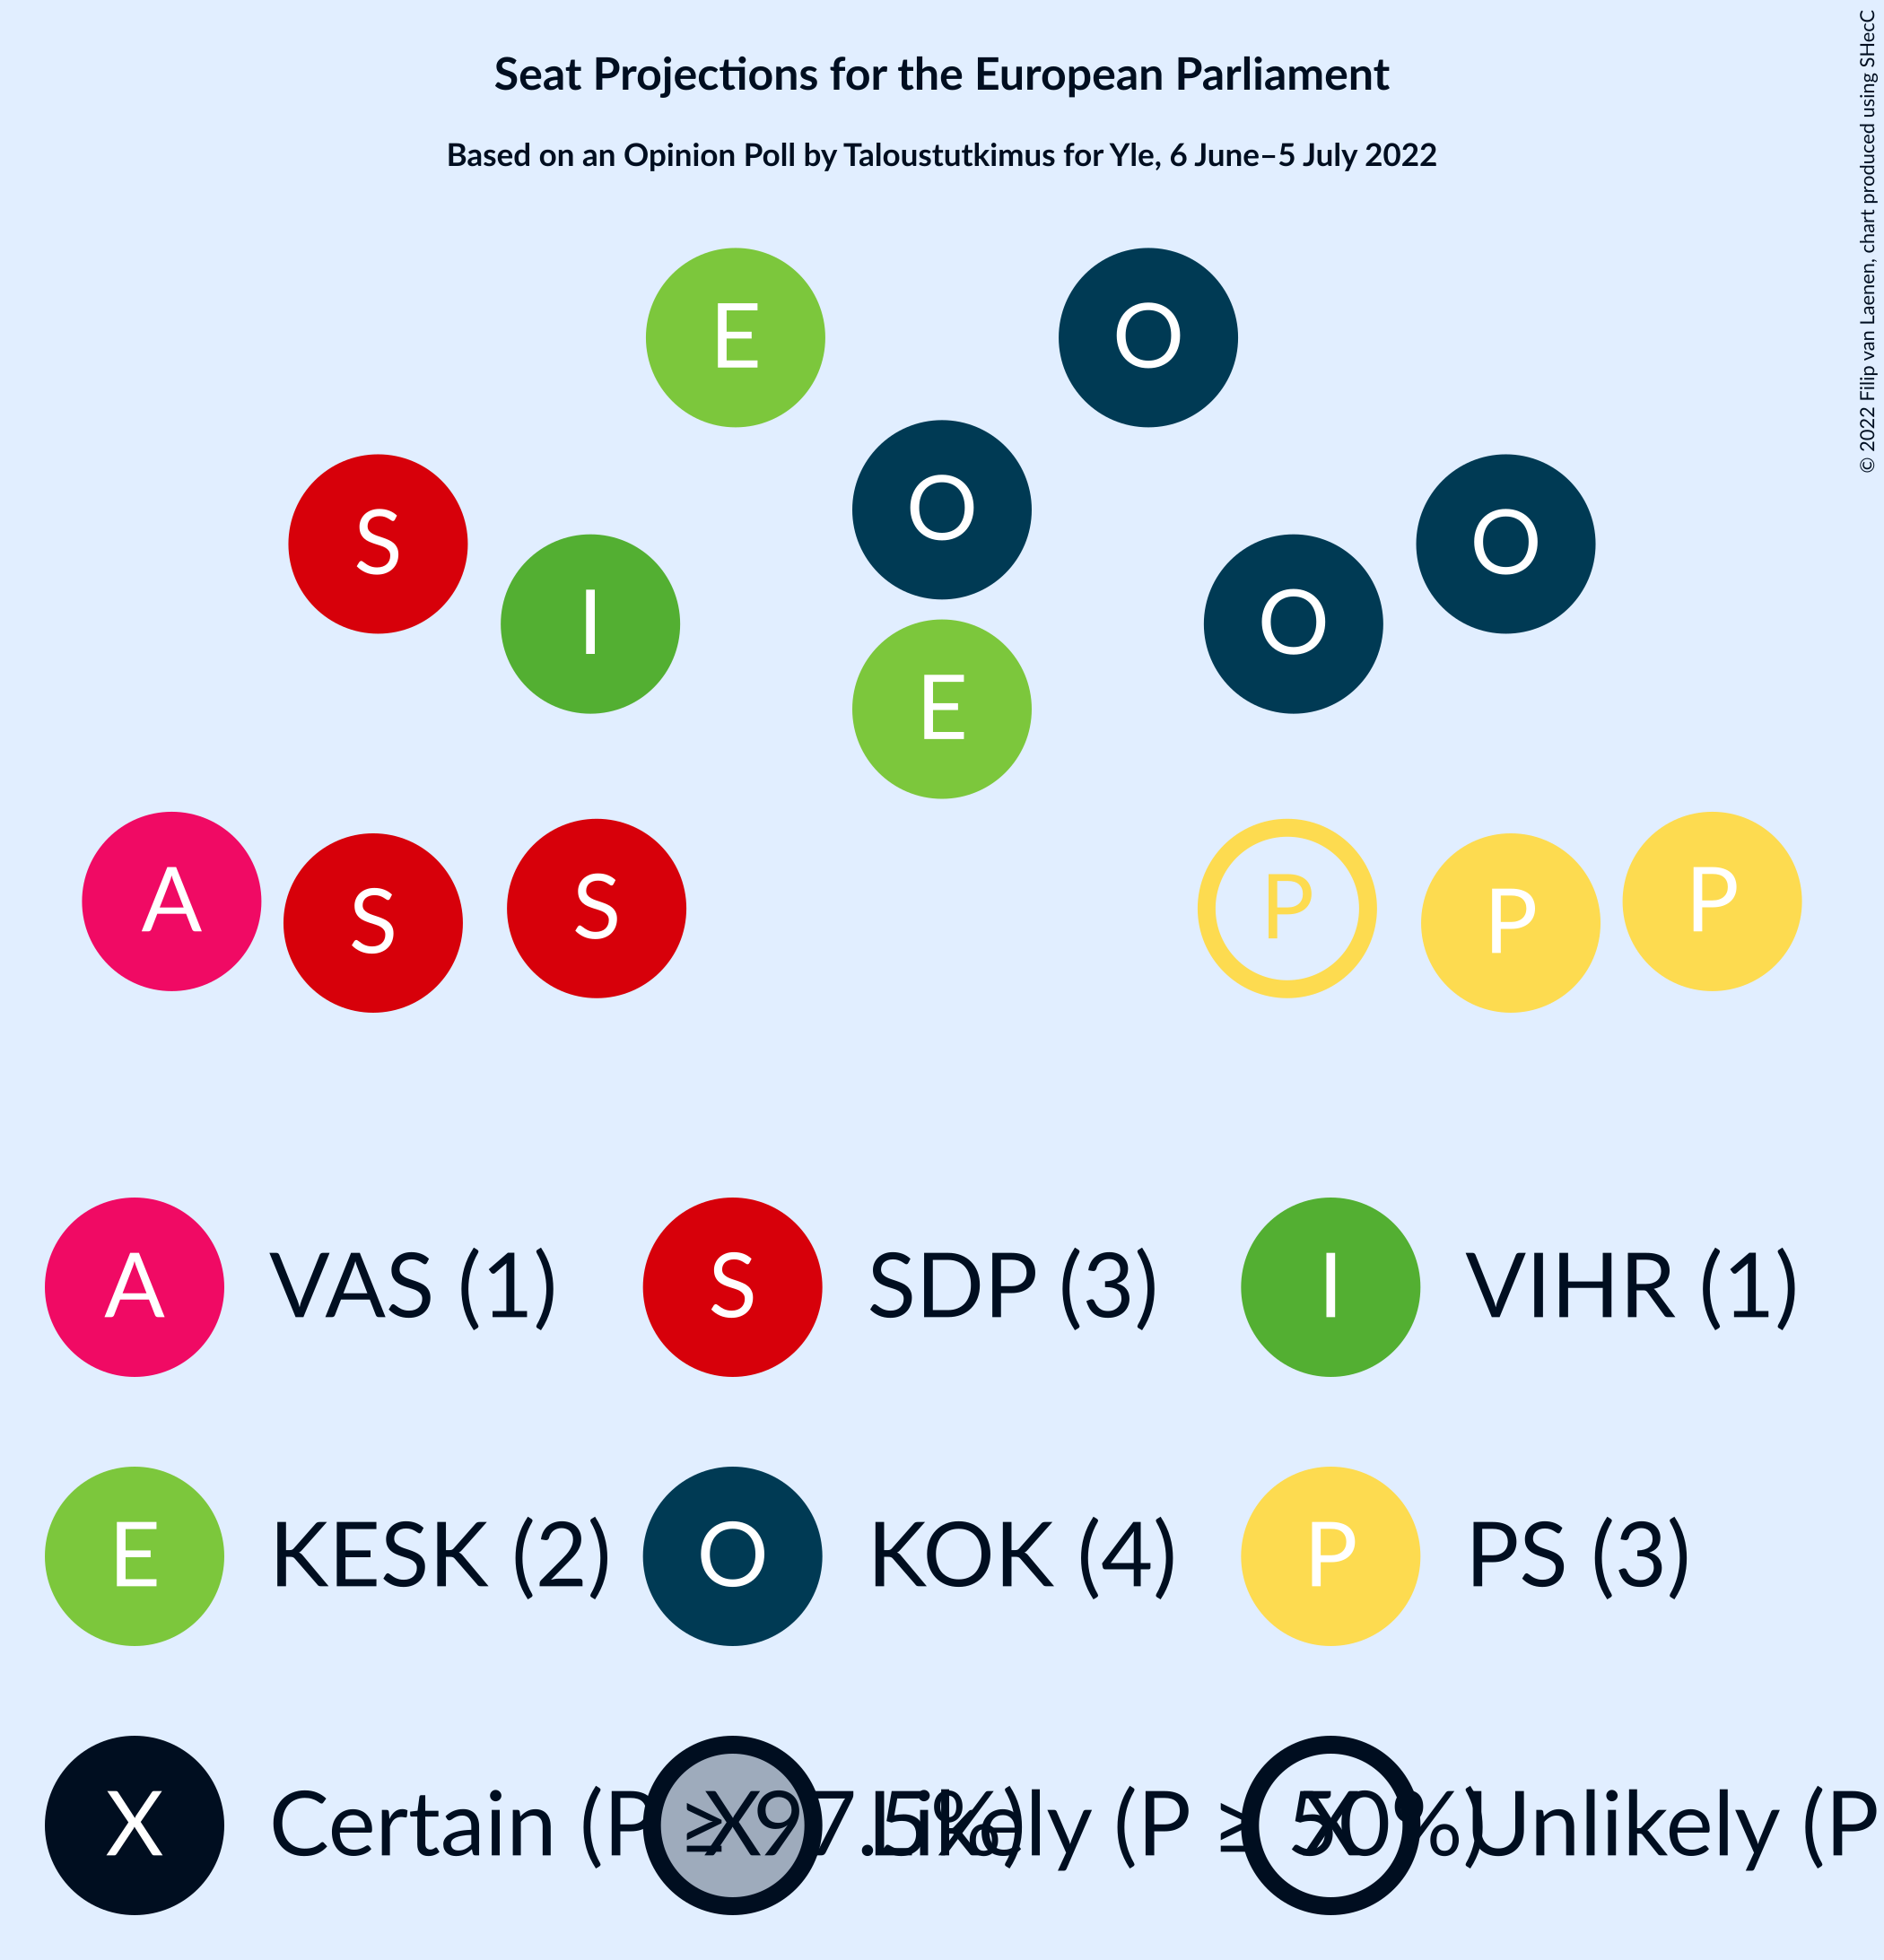 Seat Projections for the European Parliament
Based on an Opinion Poll by Taloustutkimus for Yle, 6 June–5 July 2022
© 2022 Filip van Laenen, chart produced using SHecC
E O
O
S O
I O
E
A P
S S P P
A VAS (1) S SDP (3) I VIHR (1)
E KESK (2) O KOK (4) P PS (3)
X Certain (P ≥ 97.5%) X Likely (P ≥ 50%) X Unlikely (P